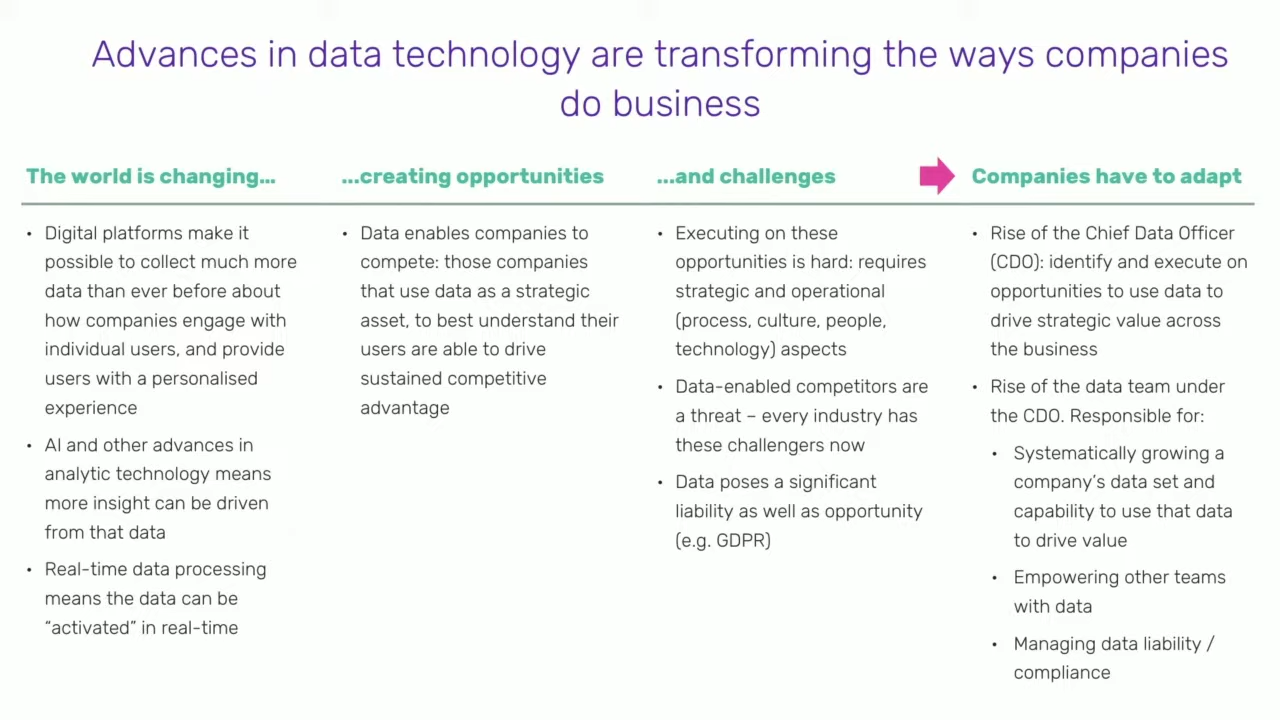 Advances in data technology are transforming the ways companies
do business
The world is changing...
Digital platforms make it
possible to collect much more
data than ever before about
how companies engage with
individual users, and provide
users with a personalised
experience
AI and other advances in
analytic technology means
more insight can be driven
from that data
Real-time data processing
means the data can be
“activated” in real-time
...creating opportunities
Data enables companies to
compete: those companies
that use data as a strategic
asset, to best understand their
users are able to drive
sustained competitive
advantage
...and challenges
Executing on these
opportunities is hard: requires
strategic and operational
(process, culture, people,
technology) aspects
Data-enabled competitors are
a threat – every industry has
these challengers now
Data poses a significant
liability as well as opportunity
(e.g. GDPR)
Companies have to adapt
Rise of the Chief Data Officer
(CDO): identify and execute on
opportunities to use data to
drive strategic value across
the business
Rise of the data team under
the CDO. Responsible for:
Systematically growing a
company’s data set and
capability to use that data
to drive value
Empowering other teams
with data
Managing data liability /
compliance